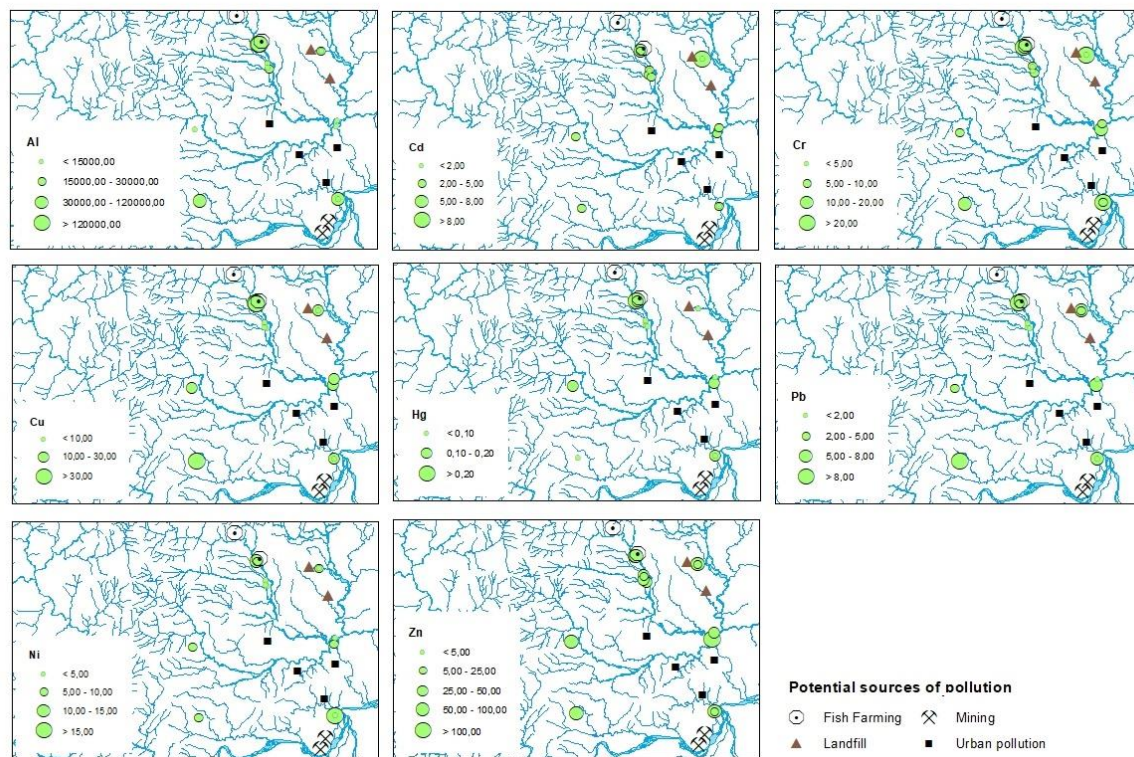 Al
< 15000,00
15000,00 - 30000,00
30000,00 - 120000,00
> 120000,00
Cd
< 2,00
2,00 - 5,00
5,00 - 8,00
> 8,00
Cr
< 5,00
5,00 - 10,00
10,00 - 20,00
> 20,00
Cu
< 10,00
10,00 - 30,00
> 30,00
Hg
< 0,10
0,10 - 0,20
> 0,20
Pb
< 2,00
2,00 - 5,00
5,00 - 8,00
> 8,00
Ni
< 5,00
5,00 - 10,00
10,00 - 15,00
> 15,00
Zn
< 5,00
5,00 - 25,00
25,00 - 50,00
50,00 - 100,00
> 100,00
Potential sources of pollution
Fish Farming
Mining
Landfill
Urban pollution